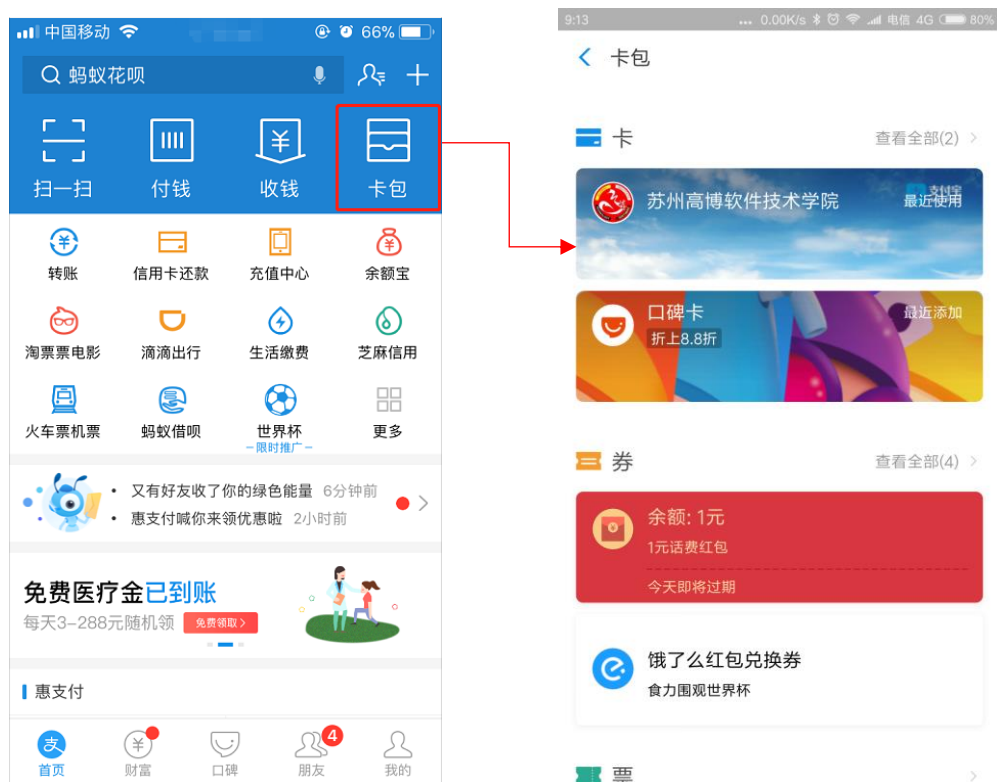 中国移动
66%
蚂蚁花呗
扫一扫
付钱
收钱
卡包
转账
信用卡还款
充值中心
余额宝
淘票票电影
滴滴出行
生活缴费
芝麻信用
火车票机票
蚂蚁借呗
世界杯
更多
-限时推广-
• 又有好友收了你的绿色能量 6分钟前
• 惠支付喊你来领优惠啦 2小时前
免费医疗金已到账
每天3-288元随机领 免费领取>
惠支付
支
首页
财富
口碑
4
朋友
我的
9:13 ... 0.00K/s 电信 4G 80%
卡包
卡
查看全部(2)
苏州高博软件技术学院
支付宝
最近使用
口碑卡
最近添加
折上8.8折
券
查看全部(4)
余额: 1元
1元话费红包
今天即将过期
饿了么红包兑换券
食力围观世界杯
票